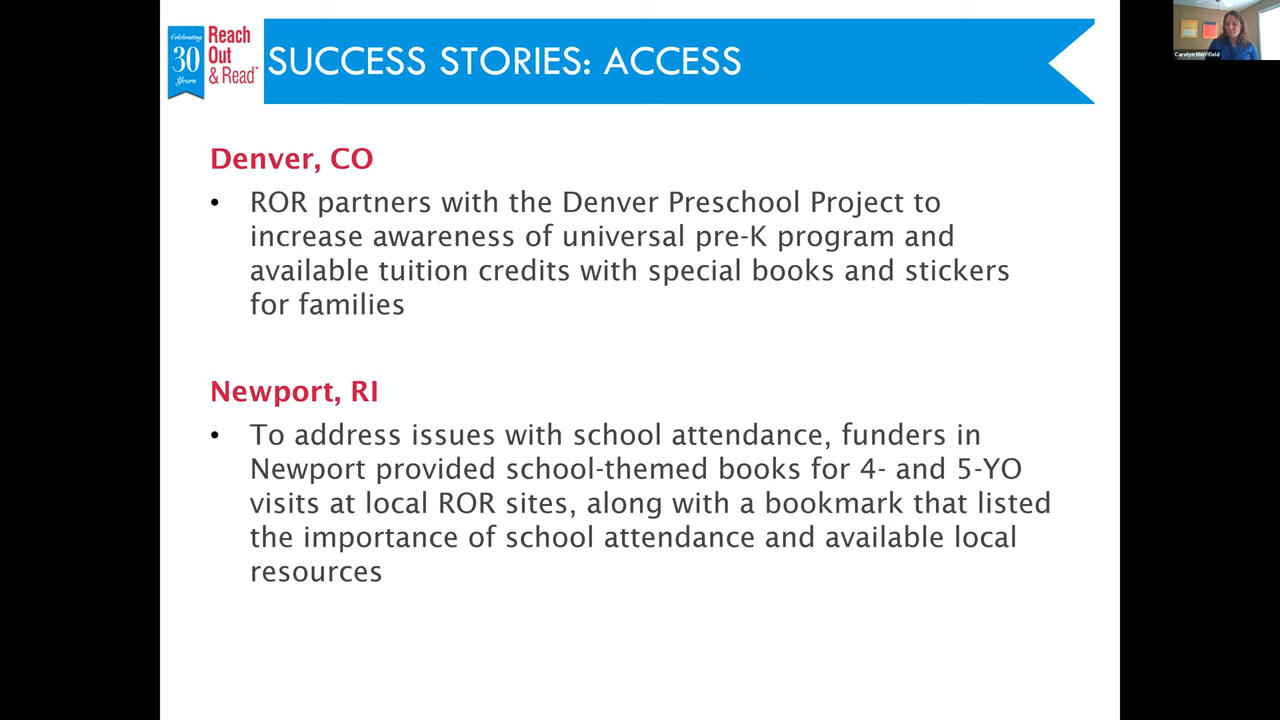 Celebrating
30
Years
Reach
Out
& Read™
SUCCESS STORIES: ACCESS
Carolyn Merrifield
Denver, CO
• ROR partners with the Denver Preschool Project to
increase awareness of universal pre-K program and
available tuition credits with special books and stickers
for families
Newport, RI
• To address issues with school attendance, funders in
Newport provided school-themed books for 4- and 5-YO
visits at local ROR sites, along with a bookmark that listed
the importance of school attendance and available local
resources